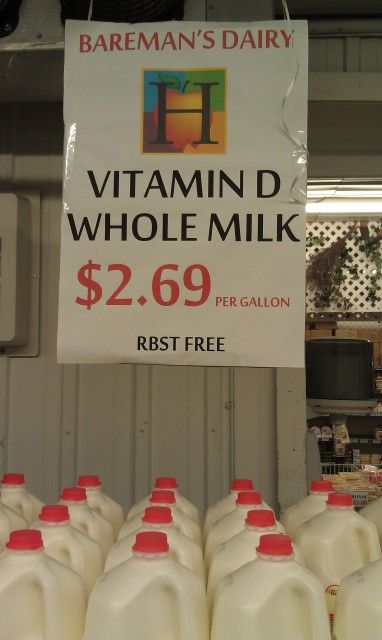 BAREMAN'S DAIRY
H
VITAMIN D
WHOLE MILK
$2.69 PER GALLON
RBST FREE